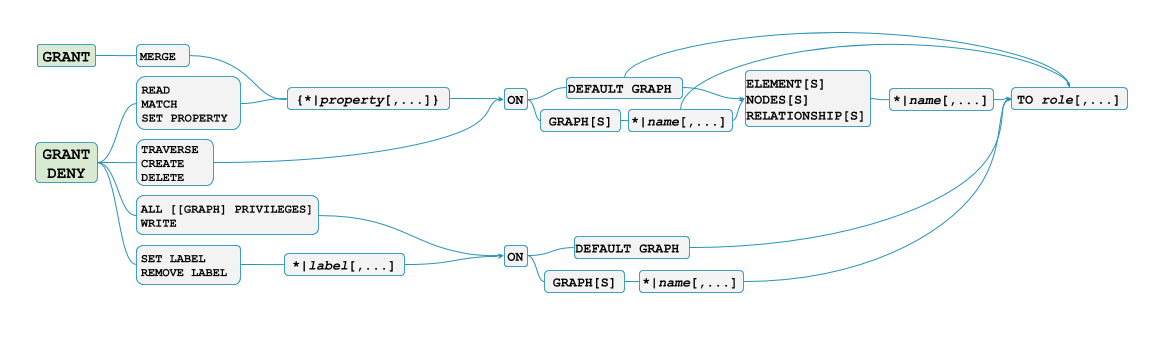 GRANT
MERGE
READ
MATCH
SET PROPERTY
{*|property[,...]}
ON
DEFAULT GRAPH
GRAPH[S]
*|name[,...]
ELEMENT[S]
NODES[S]
RELATIONSHIP[S]
*|name[,...]
TO role[,...]
GRANT
DENY
TRAVERSE
CREATE
DELETE
ALL [[GRAPH] PRIVILEGES]
WRITE
SET LABEL
REMOVE LABEL
*|label[,...]
ON
DEFAULT GRAPH
GRAPH[S]
*|name[,...]